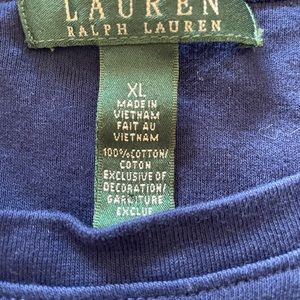 LAUREN
RALPH LAUREN
XL
MADE IN
VIETNAM
FAIT AU
VIETNAM
100%COTTON/
COTON
EXCLUSIVE OF
DECORATION/
GARNITURE
EXCLUE